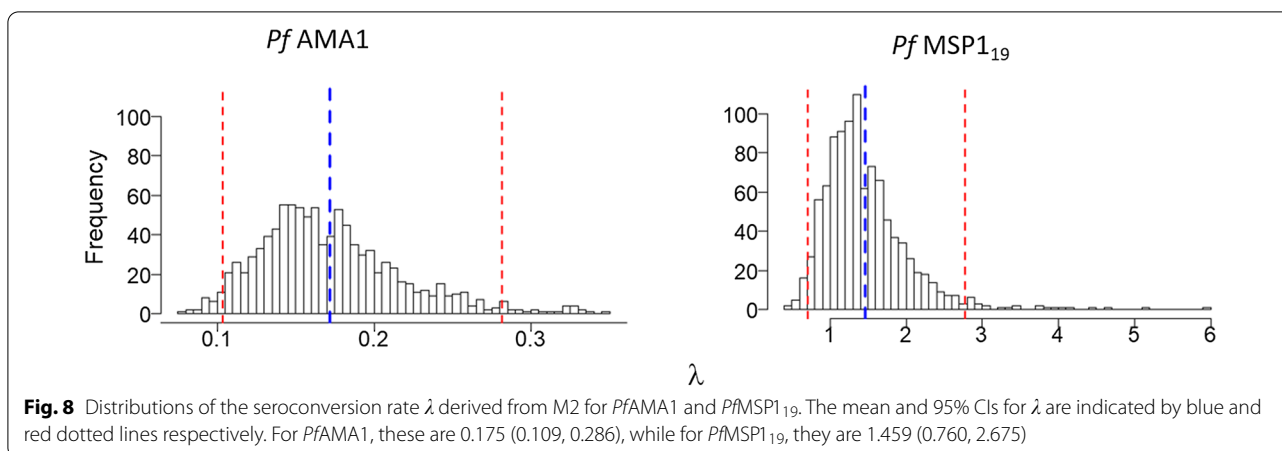 Pf AMA1
Pf MSP1₁₉
Frequency
100
80
60
40
20
0
0.1 0.2 0.3
100
80
60
40
20
0
1 2 3 4 5 6
λ
Fig. 8 Distributions of the seroconversion rate λ derived from M2 for PfAMA1 and PfMSP1₁₉. The mean and 95% CIs for λ are indicated by blue and
red dotted lines respectively. For PfAMA1, these are 0.175 (0.109, 0.286), while for PfMSP1₁₉, they are 1.459 (0.760, 2.675)